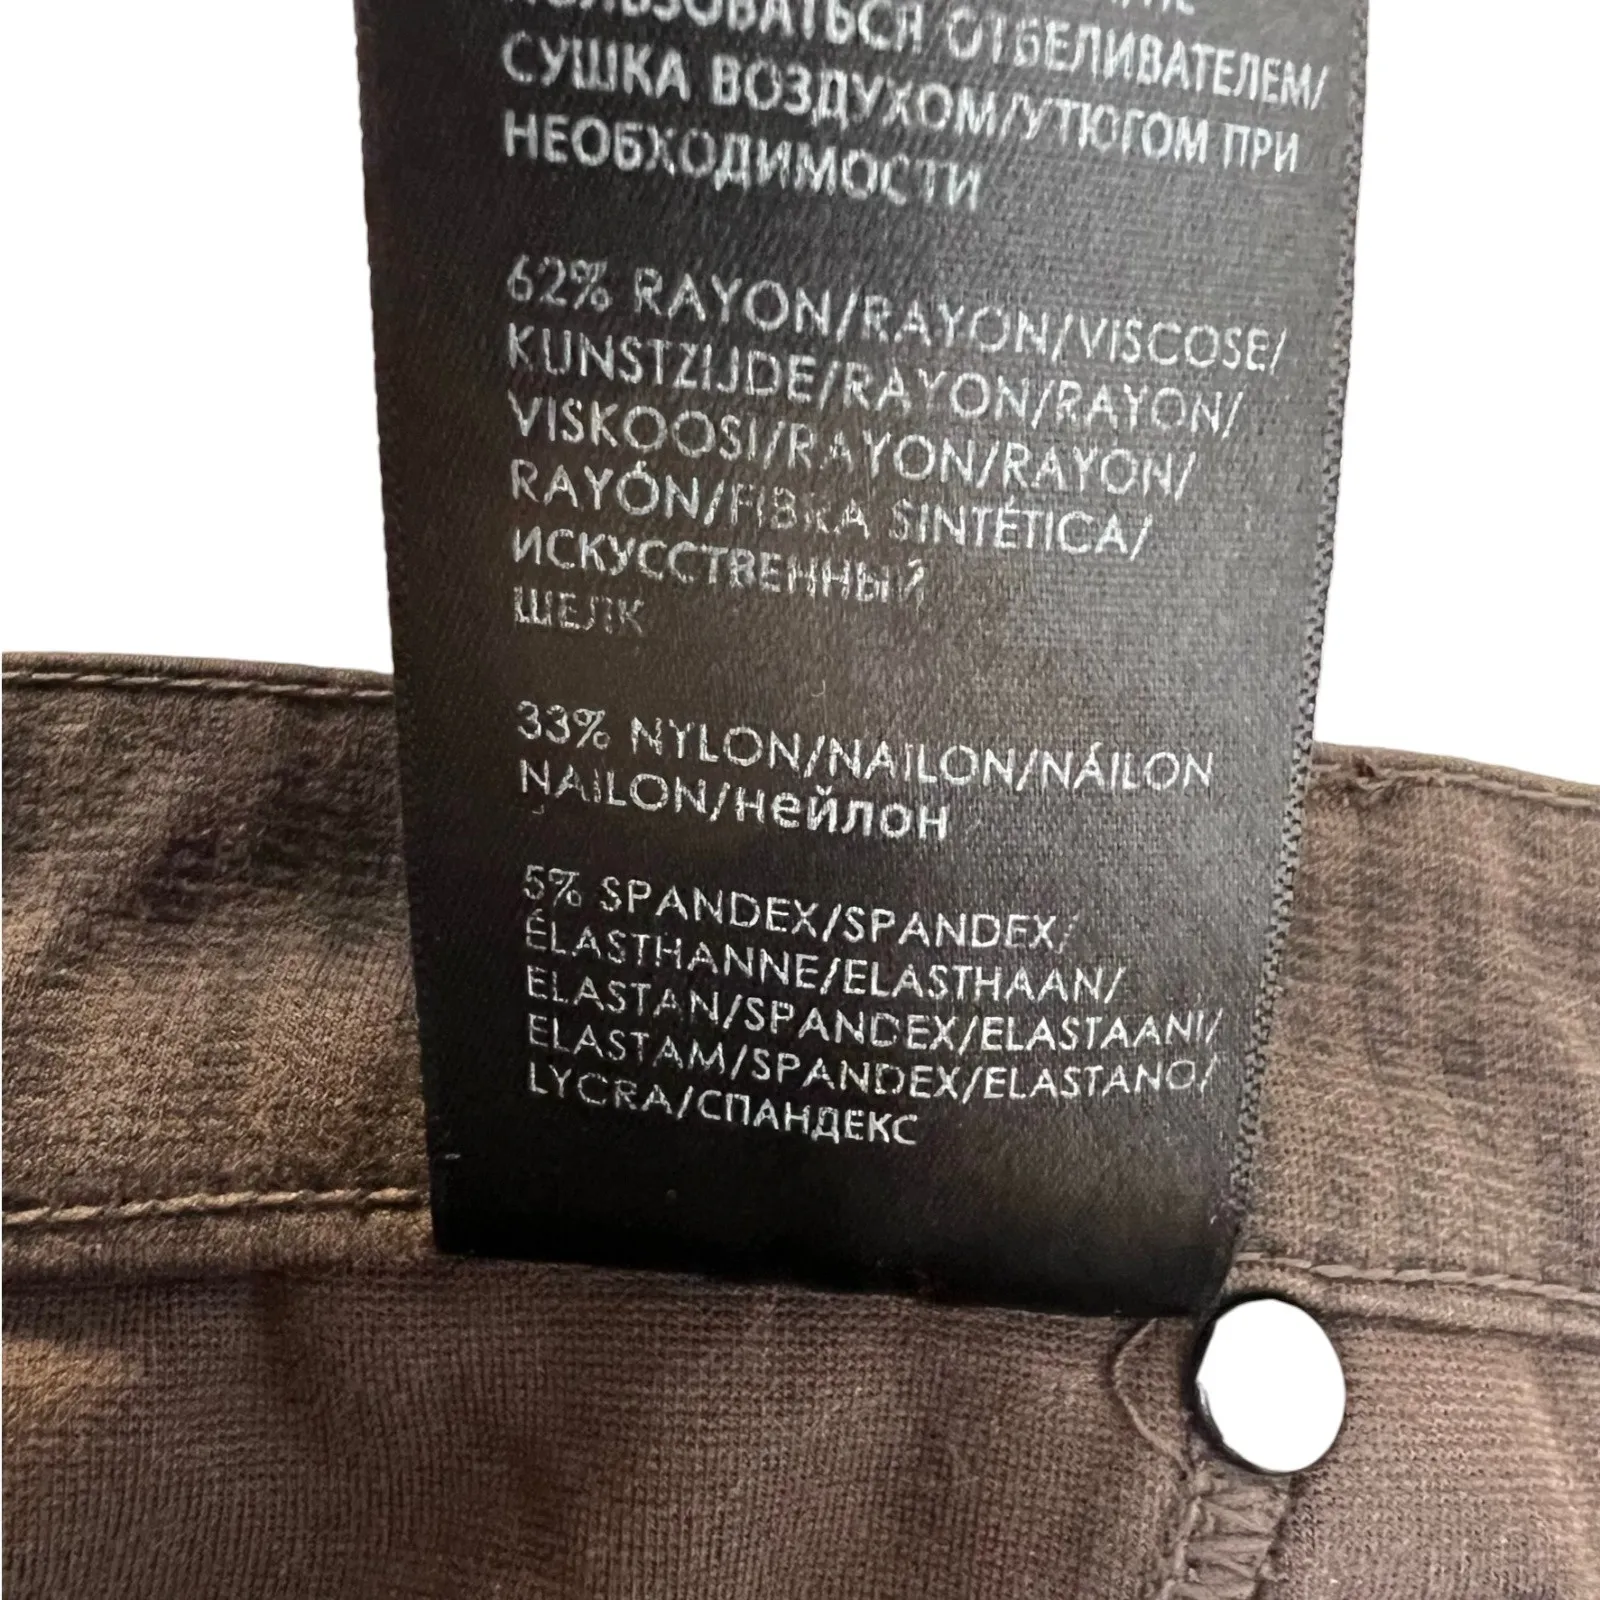 ПОЛЬЗОВАТЬСЯ ОТБЕЛИВАТЕЛЕМ/
СУШКА ВОЗДУХОМ/УТЮГОМ ПРИ
НЕОБХОДИМОСТИ
62% RAYON/RAYON/VISCOSE/
KUNSTZIJDE/RAYON/RAYON/
VISKOOSI/RAYON/RAYON/
RAYÓN/FIBRA SINTÉTICA/
ИСКУССТВЕННЫЙ
ШЕЛК
33% NYLON/NAILON/NÁILON
NAILON/Нейлон
5% SPANDEX/SPANDEX/
ÉLASTHANNE/ELASTHAAN/
ELASTAN/SPANDEX/ELASTAANI/
ELASTAM/SPANDEX/ELASTANO/
LYCRA/СПАНДЕКС